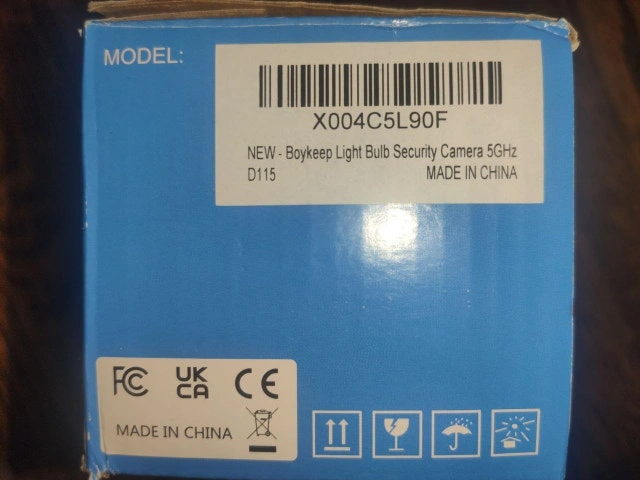 MODEL:
X004C5L90F
NEW - Boykeep Light Bulb Security Camera 5GHz
D115 MADE IN CHINA
FC UK CA CE
MADE IN CHINA